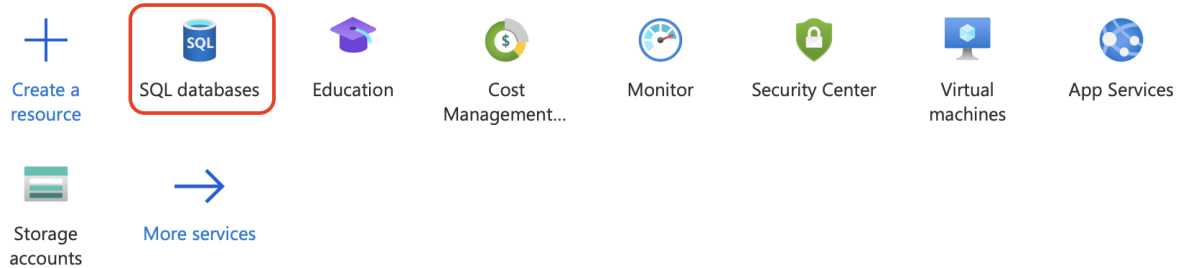 SQL
$
Create a
resource
SQL databases
Education
Cost
Management...
Monitor
Security Center
Virtual
machines
App Services
Storage
accounts
More services